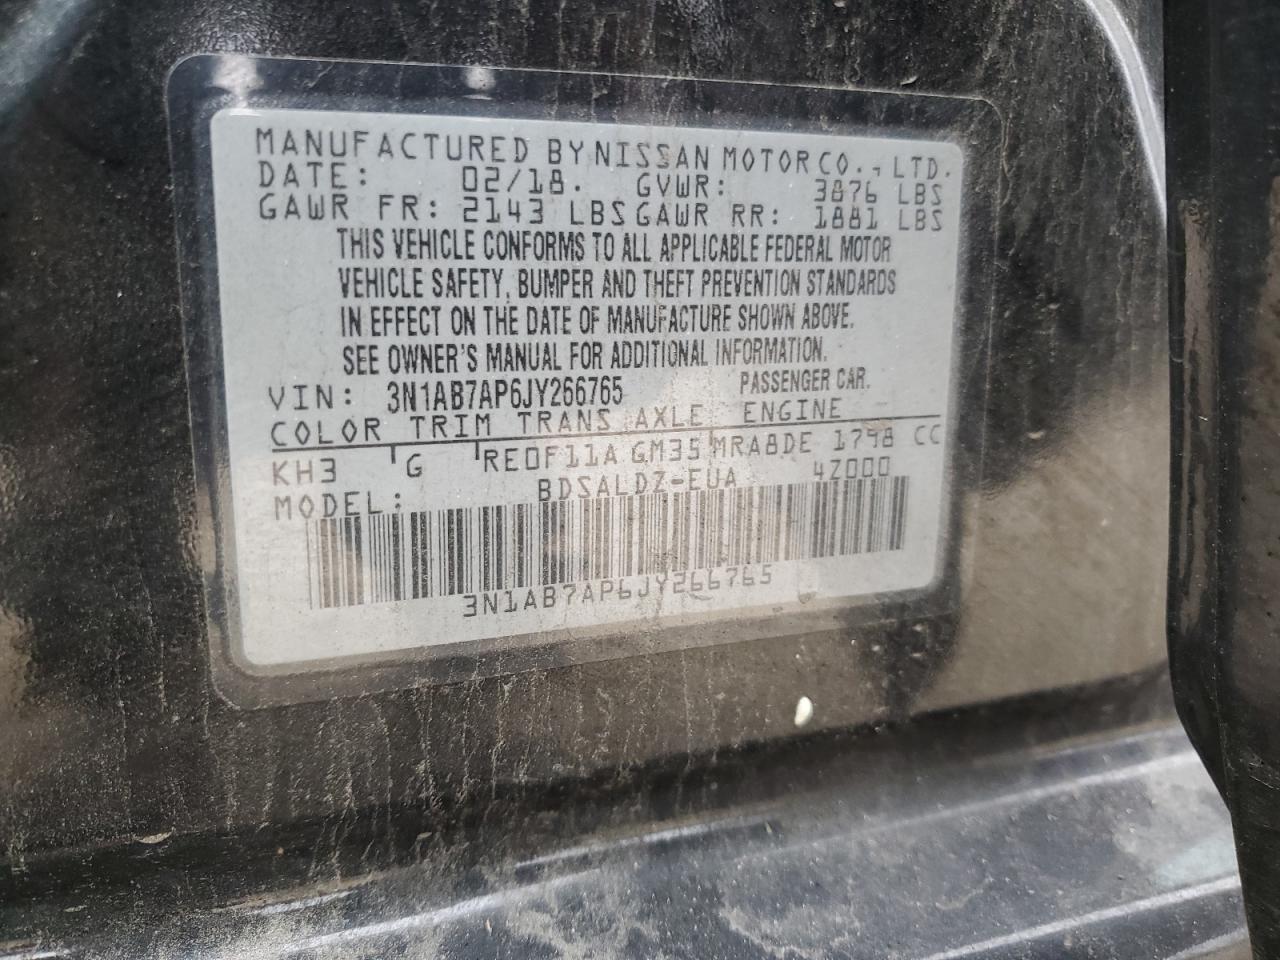 MANUFACTURED BY NISSAN MOTOR CO., LTD.
DATE: 02/18. GVWR: 3876 LBS
GAWR FR: 2143 LBS GAWR RR: 1881 LBS
THIS VEHICLE CONFORMS TO ALL APPLICABLE FEDERAL MOTOR
VEHICLE SAFETY, BUMPER AND THEFT PREVENTION STANDARDS
IN EFFECT ON THE DATE OF MANUFACTURE SHOWN ABOVE.
SEE OWNER'S MANUAL FOR ADDITIONAL INFORMATION.
VIN: 3N1AB7AP6JY266765 PASSENGER CAR.
COLOR TRIM TRANS AXLE ENGINE
KH3 G RE0F11A GM35 MRA8DE 1798 CC
MODEL: BDSALDZ-EUA 4Z000
3N1AB7AP6JY266765